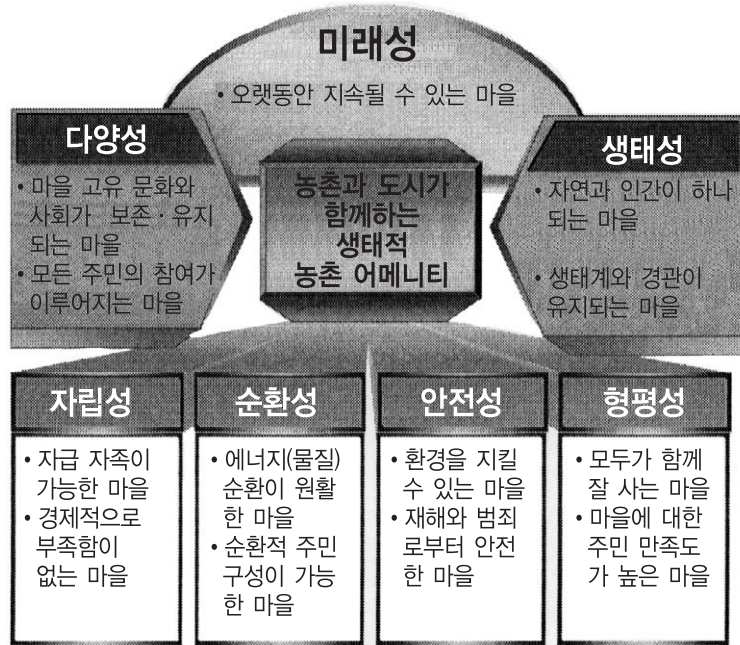 미래성
• 오랫동안 지속될 수 있는 마을
다양성
• 마을 고유 문화와
사회가 보존·유지
되는 마을
• 모든 주민의 참여가
이루어지는 마을
농촌과 도시가
함께하는
생태적
농촌 어메니티
생태성
• 자연과 인간이 하나
되는 마을
• 생태계와 경관이
유지되는 마을
자립성
• 자급 자족이
가능한 마을
• 경제적으로
부족함이
없는 마을
순환성
• 에너지(물질)
순환이 원활
한 마을
• 순환적 주민
구성이 가능
한 마을
안전성
• 환경을 지킬
수 있는 마을
• 재해와 범죄
로부터 안전
한 마을
형평성
• 모두가 함께
잘 사는 마을
• 마을에 대한
주민 만족도
가 높은 마을